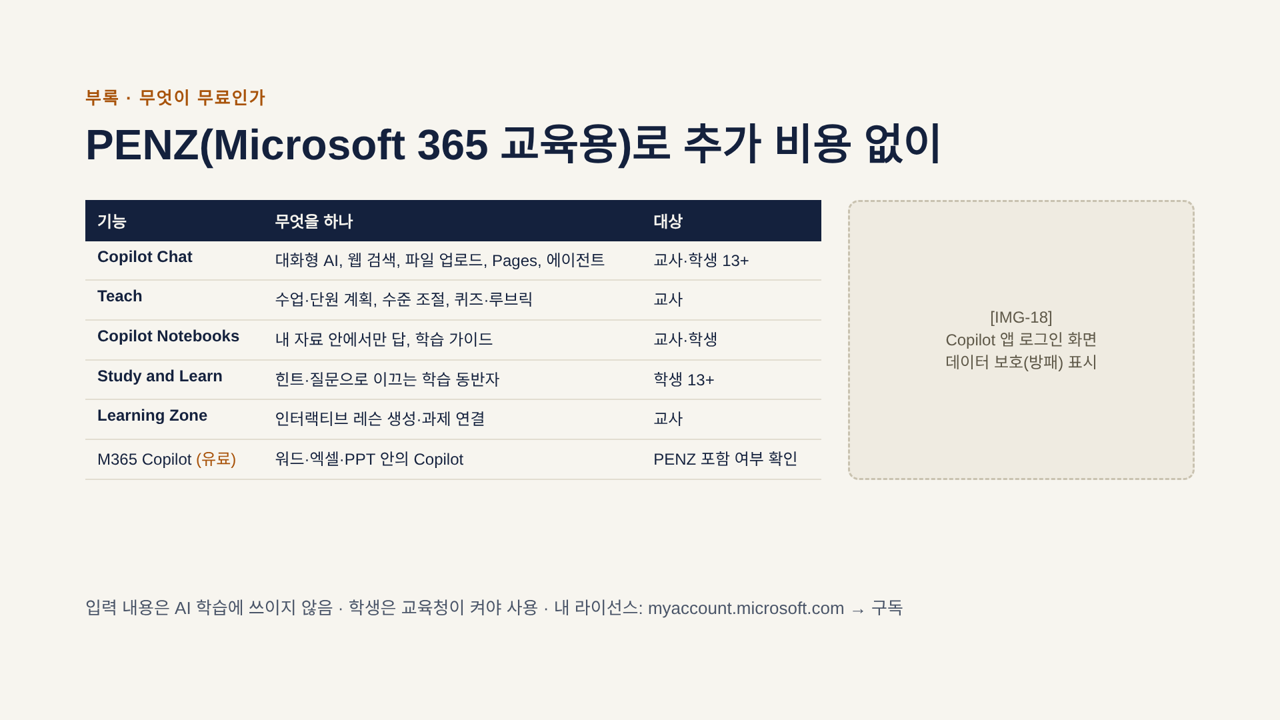 부록 · 무엇이 무료인가
PENZ(Microsoft 365 교육용)로 추가 비용 없이
기능 무엇을 하나 대상
Copilot Chat 대화형 AI, 웹 검색, 파일 업로드, Pages, 에이전트 교사·학생 13+
Teach 수업·단원 계획, 수준 조절, 퀴즈·루브릭 교사
Copilot Notebooks 내 자료 안에서만 답, 학습 가이드 교사·학생
Study and Learn 힌트·질문으로 이끄는 학습 동반자 학생 13+
Learning Zone 인터랙티브 레슨 생성·과제 연결 교사
M365 Copilot (유료) 워드·엑셀·PPT 안의 Copilot PENZ 포함 여부 확인
[IMG-18]
Copilot 앱 로그인 화면
데이터 보호(방패) 표시
입력 내용은 AI 학습에 쓰이지 않음 · 학생은 교육청이 켜야 사용 · 내 라이선스: myaccount.microsoft.com → 구독